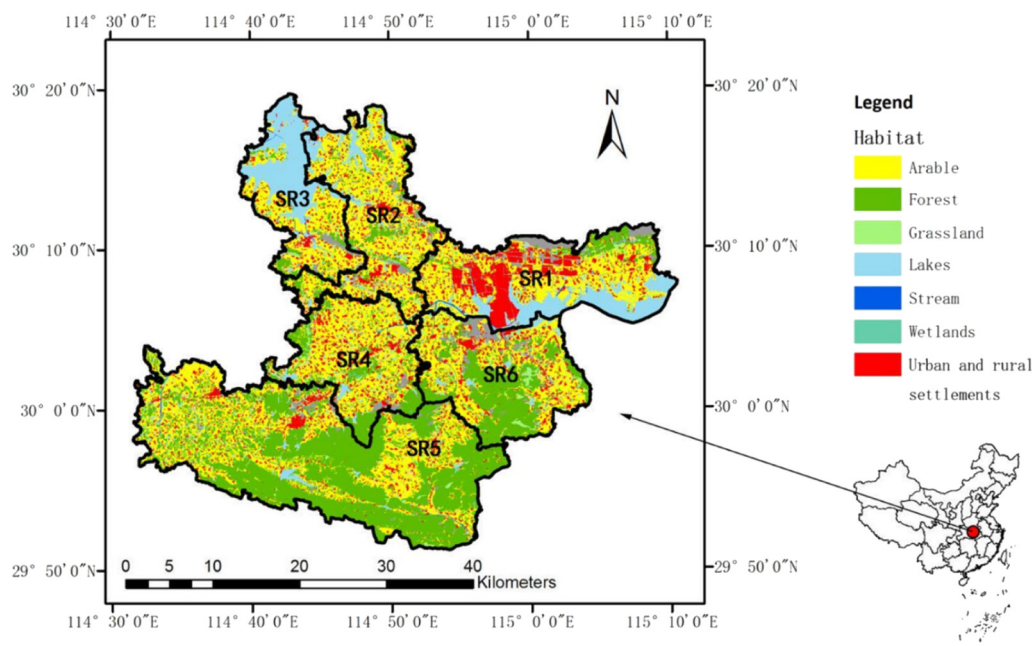 114° 30′0″E 114° 40′0″E 114° 50′0″E 115° 0′0″E 115° 10′0″E
30° 20′0″N
30° 20′0″N
N
Legend
Habitat
Arable
Forest
Grassland
Lakes
Stream
Wetlands
Urban and rural
settlements
SR3
SR2
30° 10′0″N
30° 10′0″N
SR1
SR4
SR6
30° 0′0″N
30° 0′0″N
SR5
29° 50′0″N
29° 50′0″N
0 5 10 20 30 40
Kilometers
114° 30′0″E 114° 40′0″E 114° 50′0″E 115° 0′0″E 115° 10′0″E